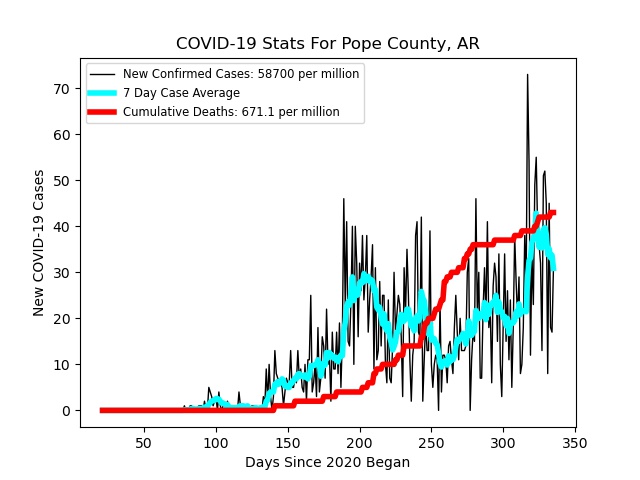 COVID-19 Stats For Pope County, AR
New Confirmed Cases: 58700 per million
7 Day Case Average
Cumulative Deaths: 671.1 per million
New COVID-19 Cases
70
60
50
40
30
20
10
0
50 100 150 200 250 300 350
Days Since 2020 Began